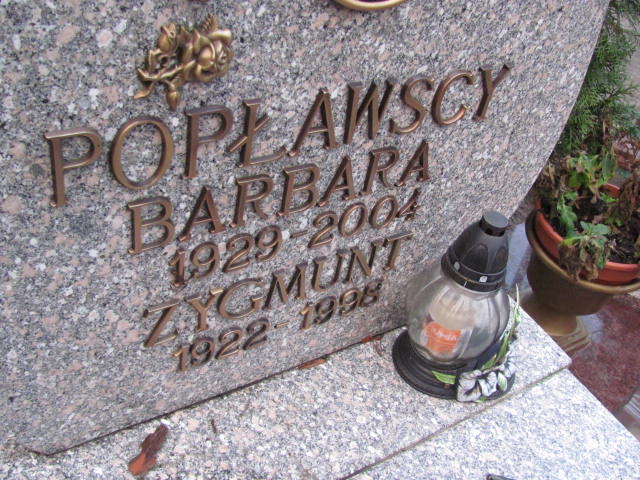 POPŁAWSCY
BARBARA
1929-2004
ZYGMUNT
1922-1998